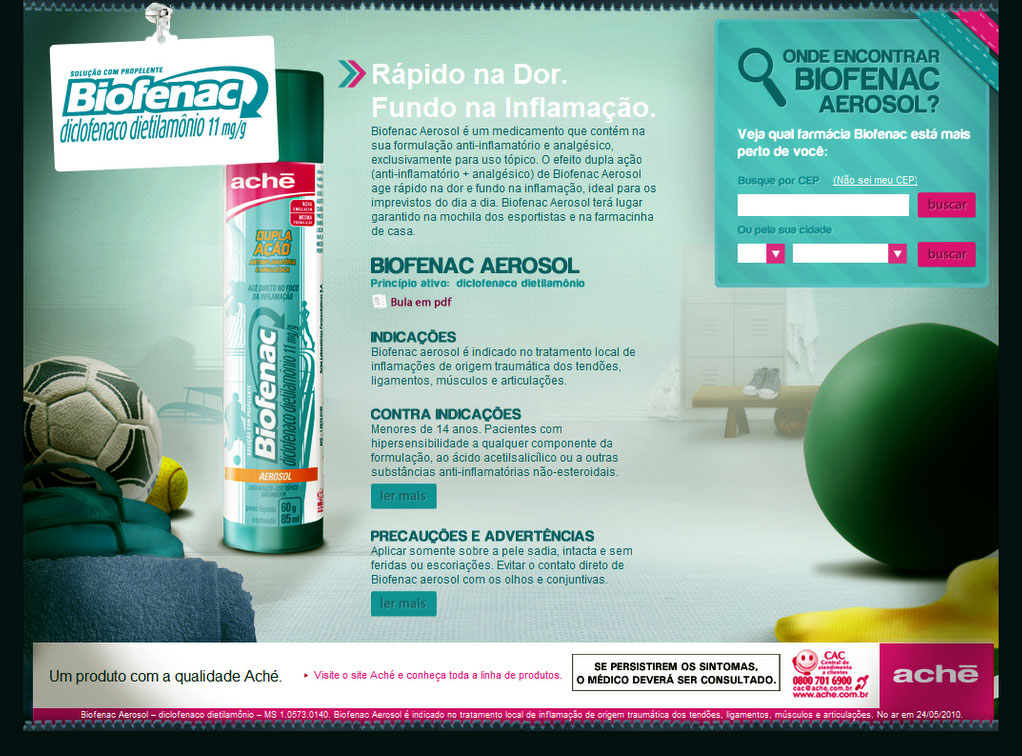 SOLUÇÃO COM PROPELENTE
Biofenac
diclofenaco dietilamônio 11 mg/g
aché
NOVA
EMBALAGEM
MESMA
FÓRMULA
DUPLA
AÇÃO
AGE DIRETO NO FOCO
DA INFLAMAÇÃO
SOLUÇÃO COM PROPELENTE
Biofenac
diclofenaco dietilamônio 11 mg/g
AEROSOL
USO ADULTO - USO TÓPICO
peso líquido 60 g
conteúdo 85 ml
Rápido na Dor.
Fundo na Inflamação.
Biofenac Aerosol é um medicamento que contém na
sua formulação anti-inflamatório e analgésico,
exclusivamente para uso tópico. O efeito dupla ação
(anti-inflamatório + analgésico) de Biofenac Aerosol
age rápido na dor e fundo na inflamação, ideal para os
imprevistos do dia a dia. Biofenac Aerosol terá lugar
garantido na mochila dos esportistas e na farmacinha
de casa.
BIOFENAC AEROSOL
Princípio ativo: diclofenaco dietilamônio
Bula em pdf
INDICAÇÕES
Biofenac aerosol é indicado no tratamento local de
inflamações de origem traumática dos tendões,
ligamentos, músculos e articulações.
CONTRA INDICAÇÕES
Menores de 14 anos. Pacientes com
hipersensibilidade a qualquer componente da
formulação, ao ácido acetilsalicílico ou a outras
substâncias anti-inflamatórias não-esteroidais.
ler mais
PRECAUÇÕES E ADVERTÊNCIAS
Aplicar somente sobre a pele sadia, intacta e sem
feridas ou escoriações. Evitar o contato direto de
Biofenac aerosol com os olhos e conjuntivas.
ler mais
ONDE ENCONTRAR
BIOFENAC
AEROSOL?
Veja qual farmácia Biofenac está mais
perto de você:
Busque por CEP (Não sei meu CEP)
buscar
Ou pela sua cidade
buscar
Um produto com a qualidade Aché.
Visite o site Aché e conheça toda a linha de produtos.
SE PERSISTIREM OS SINTOMAS,
O MÉDICO DEVERÁ SER CONSULTADO.
CAC
Central de
atendimento
a clientes
0800 701 6900
cac@ache.com.br
www.ache.com.br
aché
Biofenac Aerosol – diclofenaco dietilamônio – MS 1.0573.0140. Biofenac Aerosol é indicado no tratamento local de inflamação de origem traumática dos tendões, ligamentos, músculos e articulações. No ar em 24/05/2010.